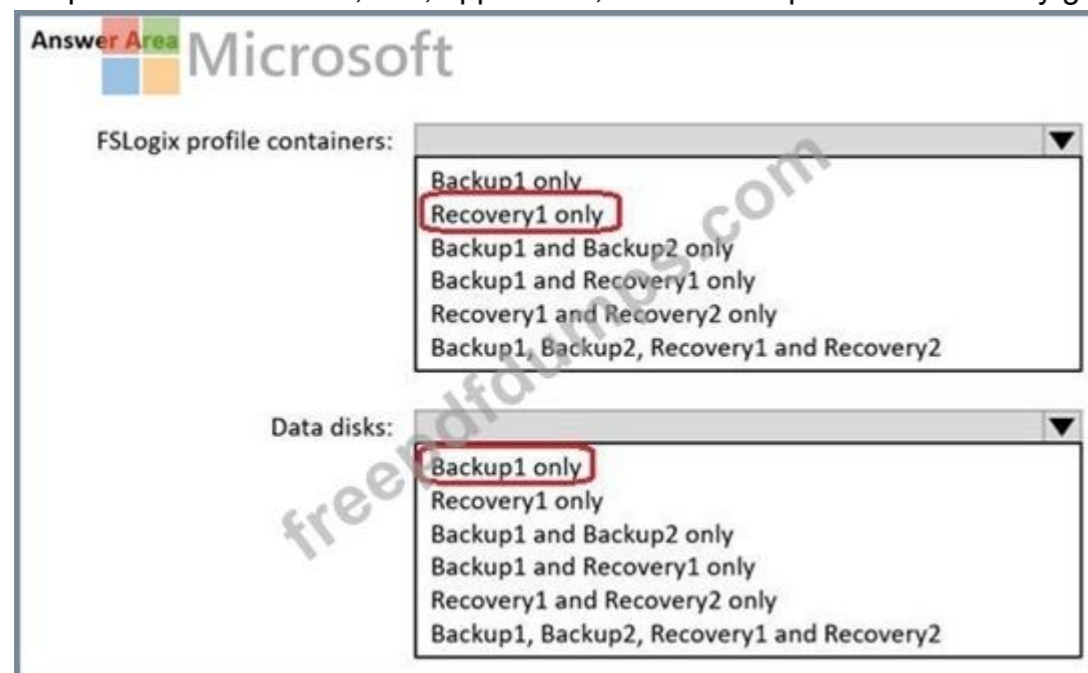 Answer Area
Microsoft
FSLogix profile containers:
Backup1 only
Recovery1 only
Backup1 and Backup2 only
Backup1 and Recovery1 only
Recovery1 and Recovery2 only
Backup1, Backup2, Recovery1 and Recovery2
Data disks:
Backup1 only
Recovery1 only
Backup1 and Backup2 only
Backup1 and Recovery1 only
Recovery1 and Recovery2 only
Backup1, Backup2, Recovery1 and Recovery2
freepdfdumps.com